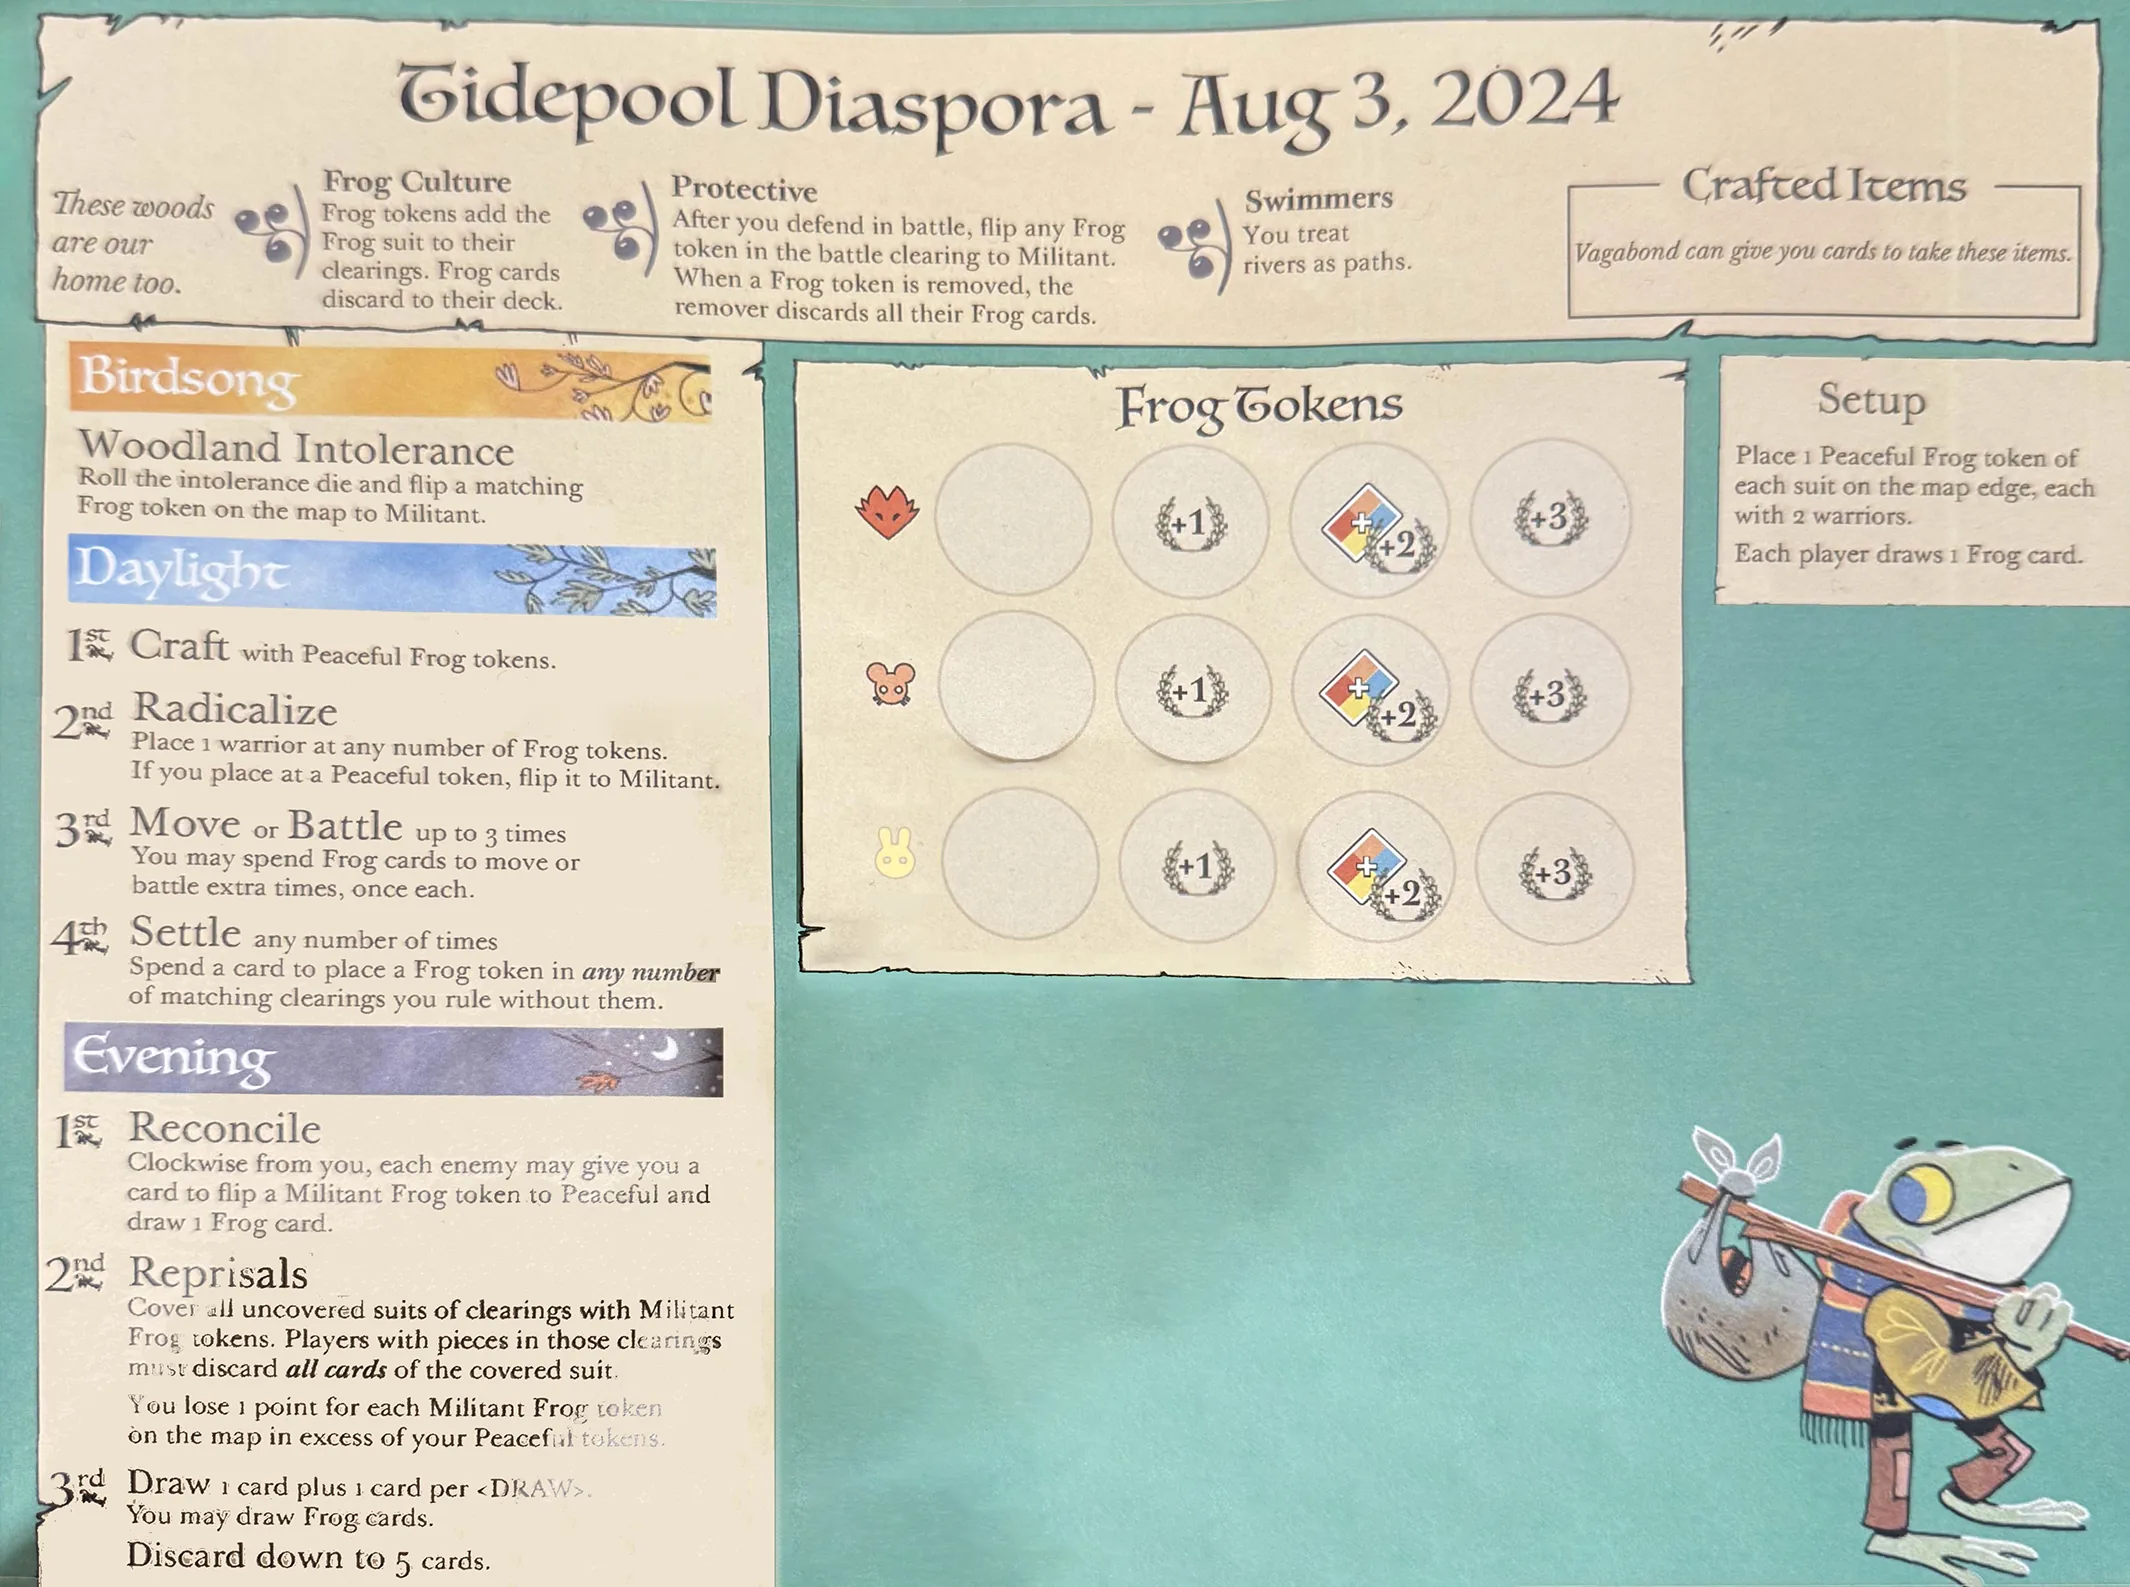 Tidepool Diaspora - Aug 3, 2024
These woods
are our
home too.
Frog Culture
Frog tokens add the
Frog suit to their
clearings. Frog cards
discard to their deck.
Protective
After you defend in battle, flip any Frog
token in the battle clearing to Militant.
When a Frog token is removed, the
remover discards all their Frog cards.
Swimmers
You treat
rivers as paths.
Crafted Items
Vagabond can give you cards to take these items.
Birdsong
Woodland Intolerance
Roll the intolerance die and flip a matching
Frog token on the map to Militant.
Daylight
1st Craft with Peaceful Frog tokens.
2nd Radicalize
Place 1 warrior at any number of Frog tokens.
If you place at a Peaceful token, flip it to Militant.
3rd Move or Battle up to 3 times
You may spend Frog cards to move or
battle extra times, once each.
4th Settle any number of times
Spend a card to place a Frog token in any number
of matching clearings you rule without them.
Evening
1st Reconcile
Clockwise from you, each enemy may give you a
card to flip a Militant Frog token to Peaceful and
draw 1 Frog card.
2nd Reprisals
Cover all uncovered suits of clearings with Militant
Frog tokens. Players with pieces in those clearings
must discard all cards of the covered suit.
You lose 1 point for each Militant Frog token
on the map in excess of your Peaceful tokens.
3rd Draw 1 card plus 1 card per <DRAW>.
You may draw Frog cards.
Discard down to 5 cards.
Frog Tokens
+1 +2 +3
+1 +2 +3
+1 +2 +3
Setup
Place 1 Peaceful Frog token of
each suit on the map edge, each
with 2 warriors.
Each player draws 1 Frog card.